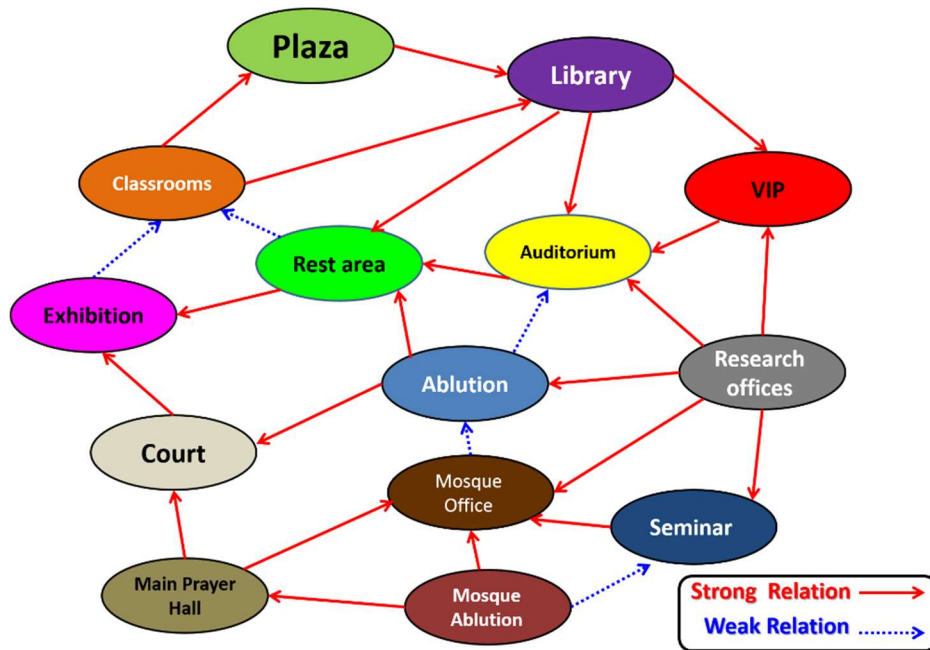 Plaza
Library
Classrooms
VIP
Rest area
Auditorium
Exhibition
Ablution
Research
offices
Court
Mosque
Office
Seminar
Main Prayer
Hall
Mosque
Ablution
Strong Relation
Weak Relation